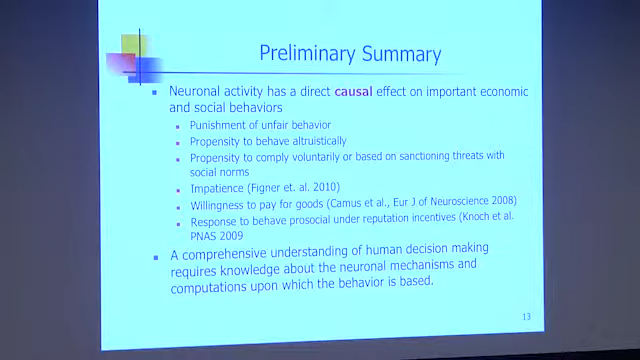 Preliminary Summary
Neuronal activity has a direct causal effect on important economic
and social behaviors
Punishment of unfair behavior
Propensity to behave altruistically
Propensity to comply voluntarily or based on sanctioning threats with
social norms
Impatience (Figner et. al. 2010)
Willingness to pay for goods (Camus et al., Eur J of Neuroscience 2008)
Response to behave prosocial under reputation incentives (Knoch et al.
PNAS 2009
A comprehensive understanding of human decision making
requires knowledge about the neuronal mechanisms and
computations upon which the behavior is based.
13